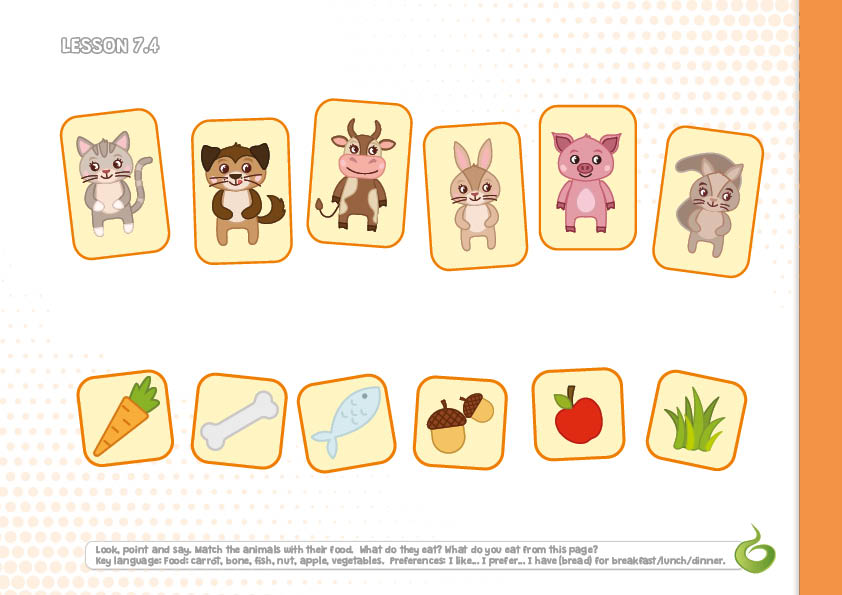 LESSON 7.4
Look, point and say. Match the animals with their food. What do they eat? What do you eat from this page?
Key language: Food: carrot, bone, fish, nut, apple, vegetables. Preferences: I like... I prefer... I have (bread) for breakfast/lunch/dinner.